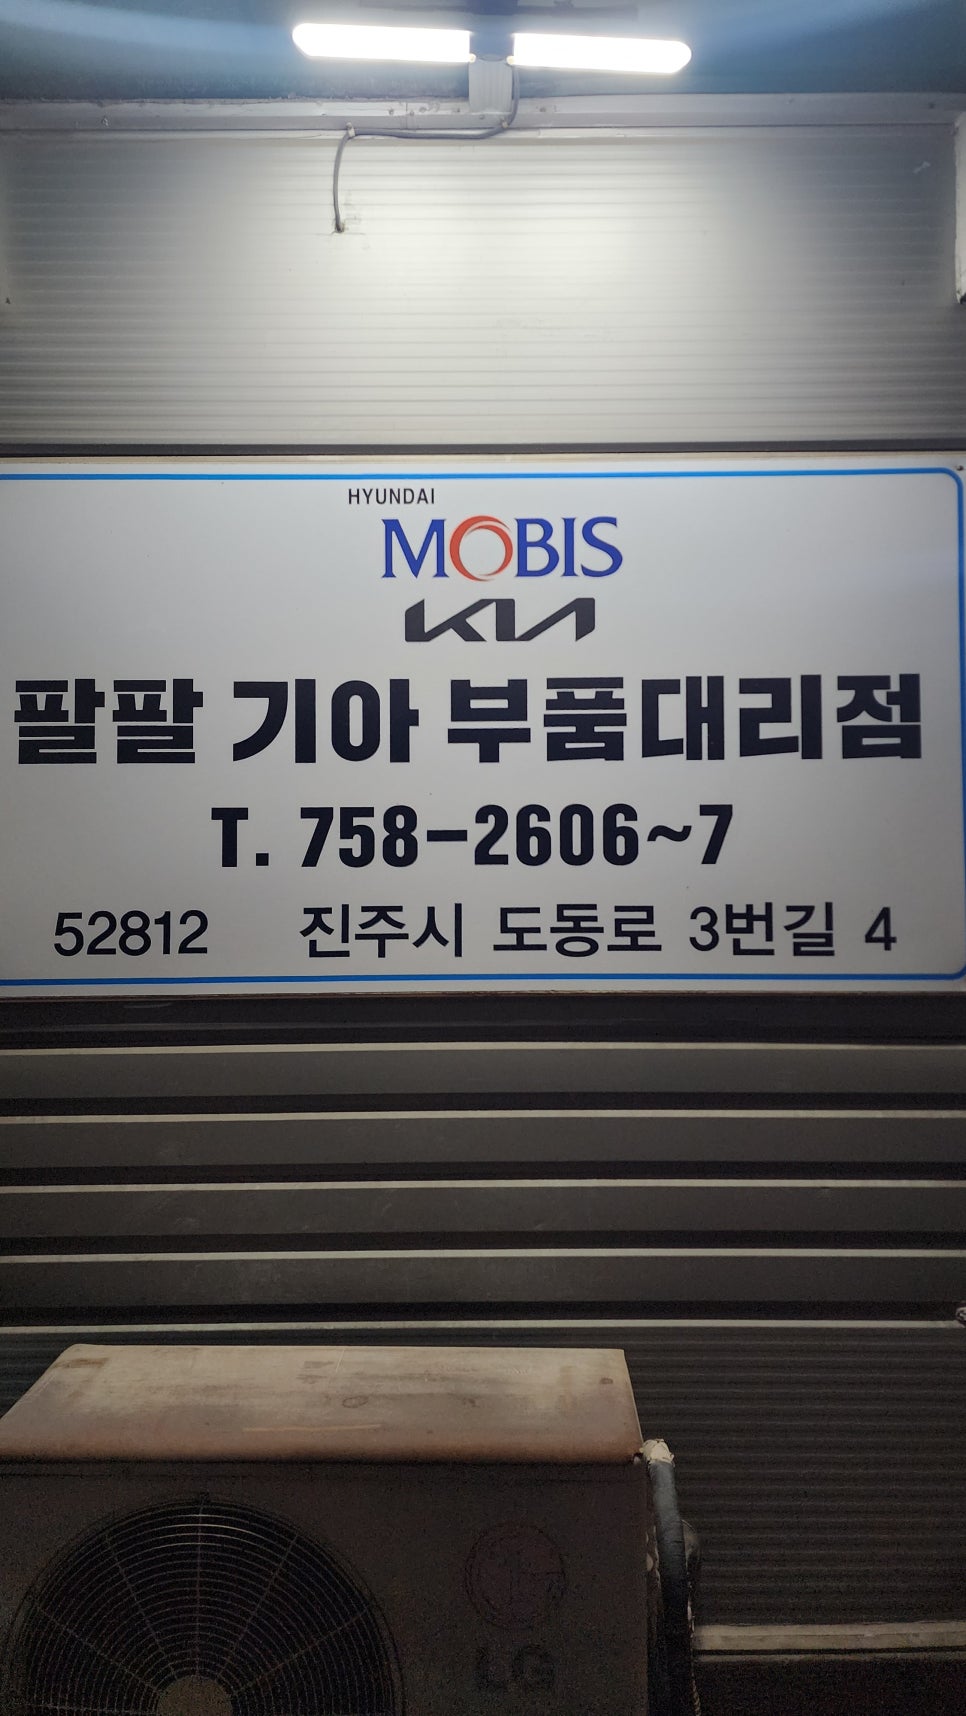 HYUNDAI
MOBIS
KIA
팔팔 기아 부품대리점
T. 758-2606~7
52812 진주시 도동로 3번길 4
LG